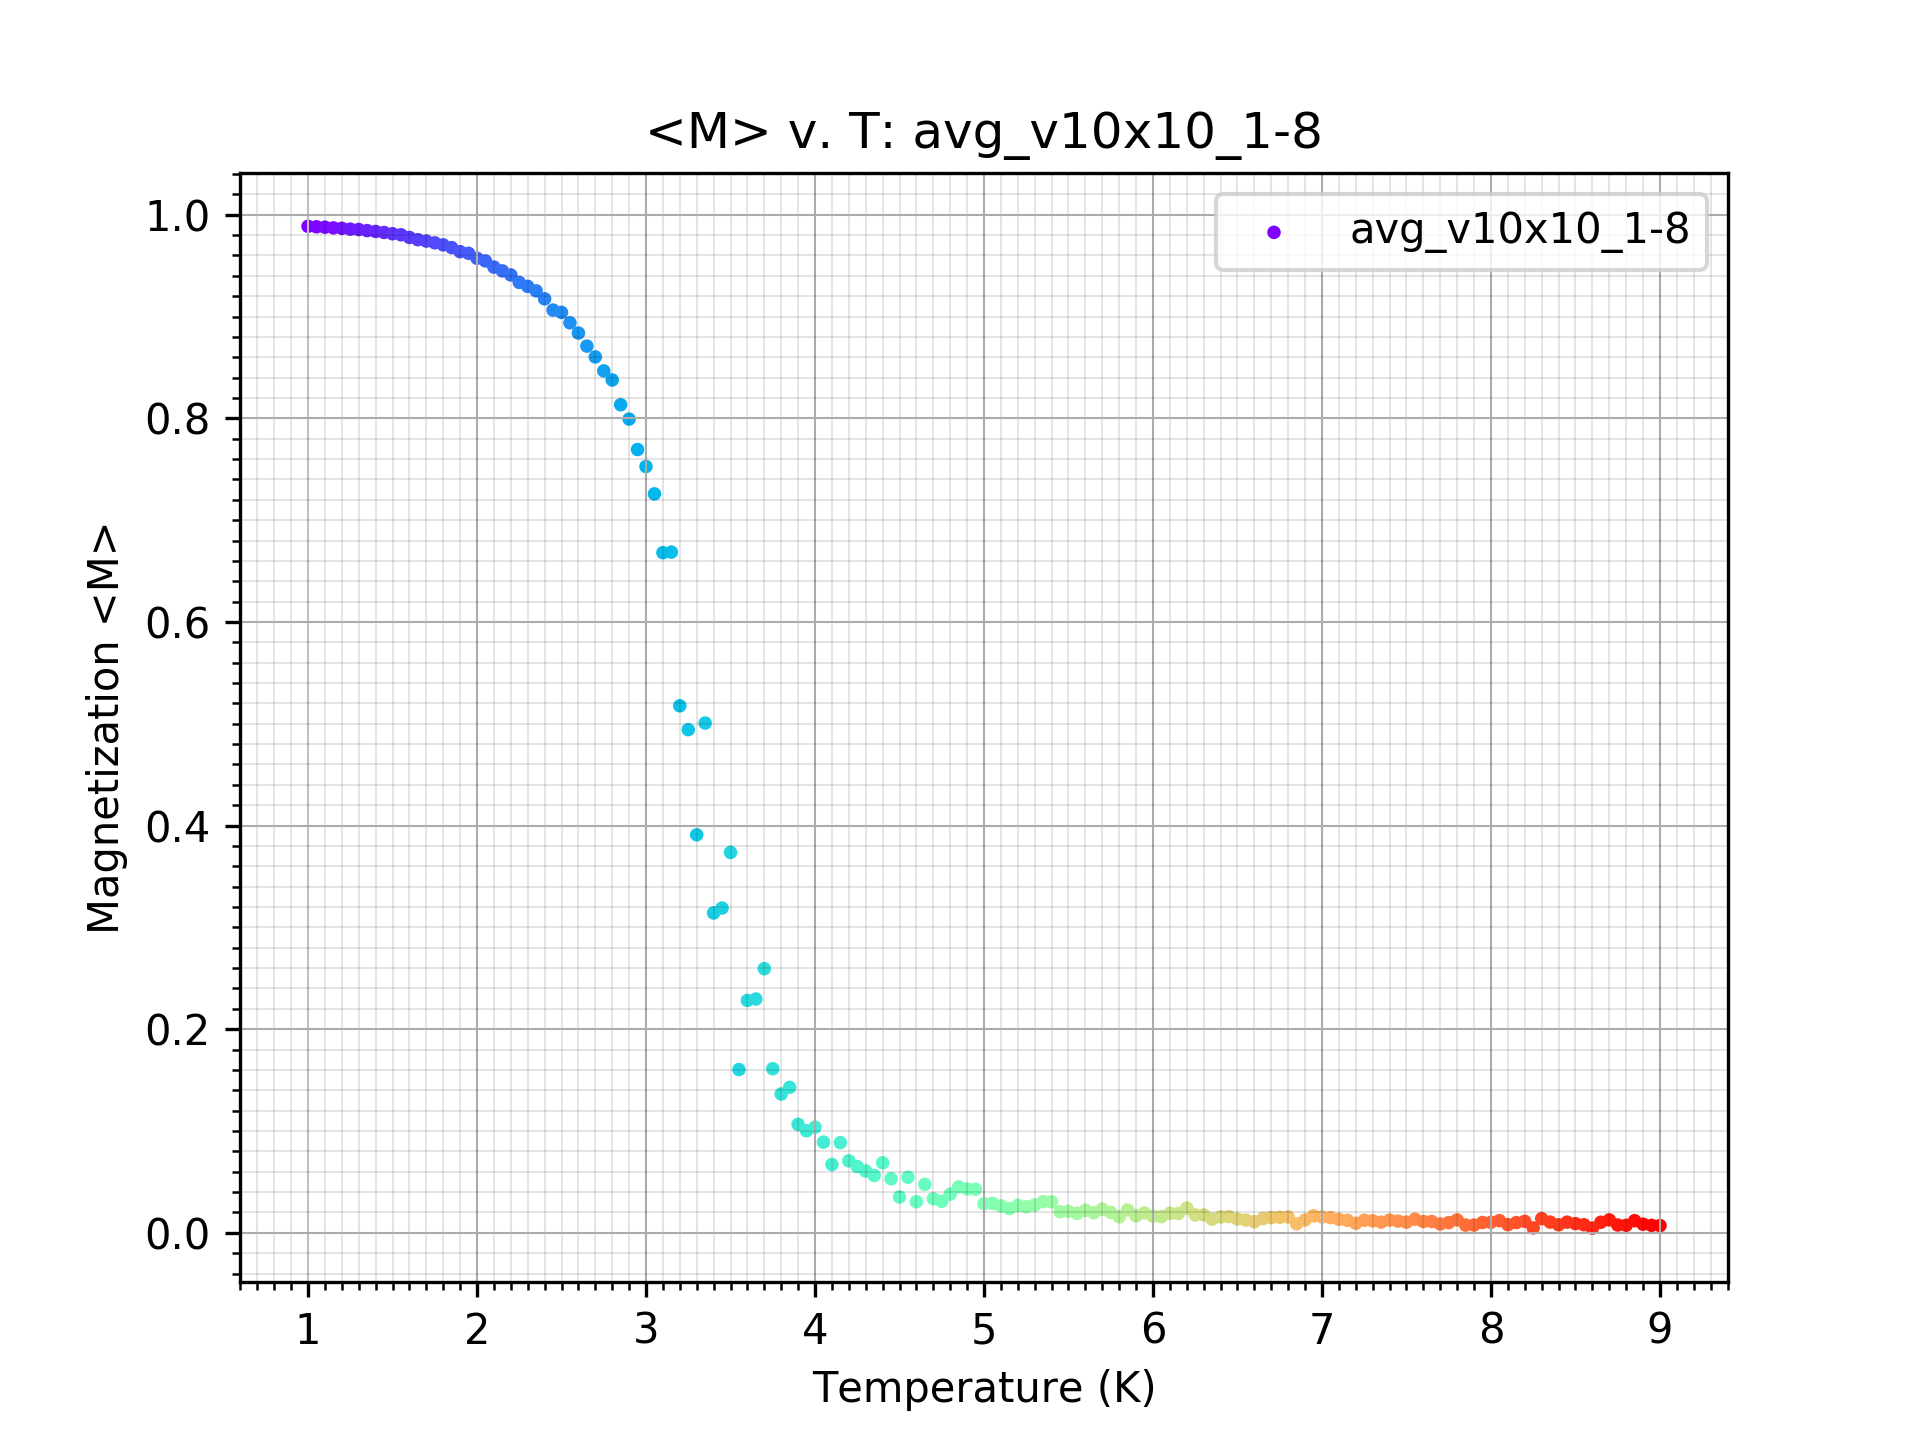 <M> v. T: avg_v10x10_1-8
avg_v10x10_1-8
1.0
0.8
0.6
0.4
0.2
0.0
Magnetization <M>
1 2 3 4 5 6 7 8 9
Temperature (K)